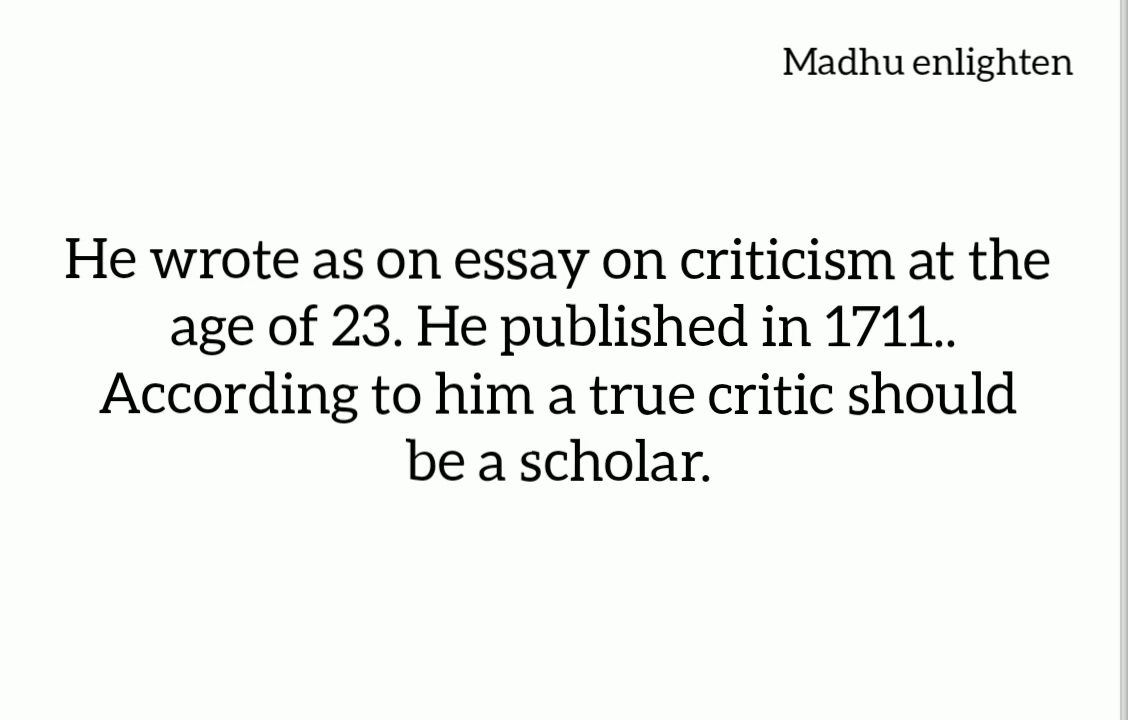 Madhu enlighten
He wrote as on essay on criticism at the
age of 23. He published in 1711..
According to him a true critic should
be a scholar.